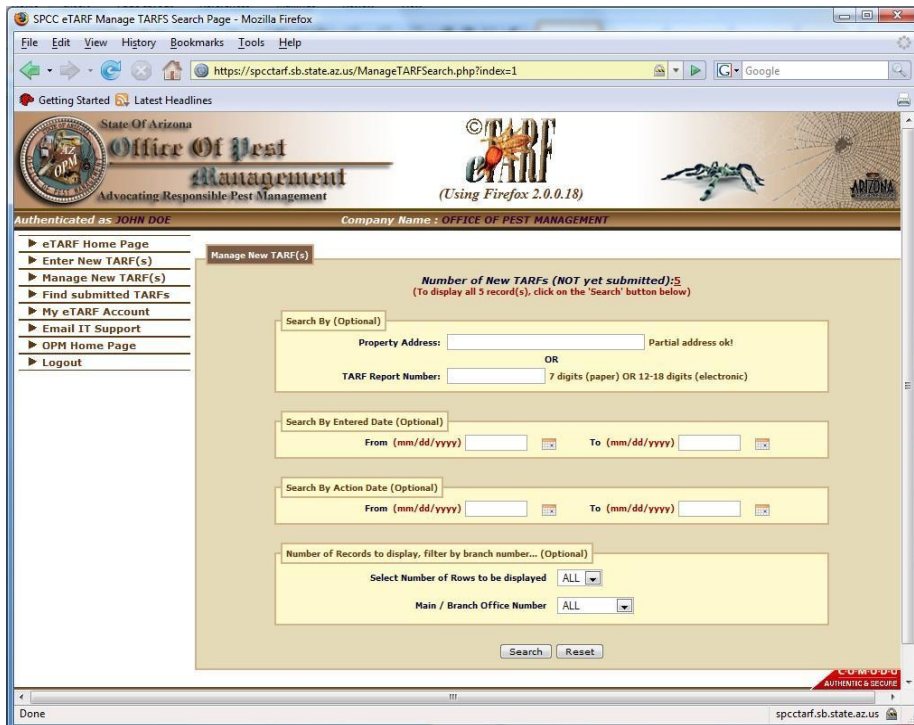 SPCC eTARF Manage TARFS Search Page - Mozilla Firefox
File Edit View History Bookmarks Tools Help
https://spcctarf.sb.state.az.us/ManageTARFSearch.php?index=1
Google
Getting Started Latest Headlines
State Of Arizona
Office Of Pest
Management
Advocating Responsible Pest Management
AZ
OPM
©TARF
eTARF
(Using Firefox 2.0.0.18)
ARIZONA
Authenticated as JOHN DOE Company Name : OFFICE OF PEST MANAGEMENT
eTARF Home Page
Enter New TARF(s)
Manage New TARF(s)
Find submitted TARFs
My eTARF Account
Email IT Support
OPM Home Page
Logout
Manage New TARF(s)
Number of New TARFs (NOT yet submitted):5
(To display all 5 record(s), click on the 'Search' button below)
Search By (Optional)
Property Address: Partial address ok!
OR
TARF Report Number: 7 digits (paper) OR 12-18 digits (electronic)
Search By Entered Date (Optional)
From (mm/dd/yyyy) To (mm/dd/yyyy)
Search By Action Date (Optional)
From (mm/dd/yyyy) To (mm/dd/yyyy)
Number of Records to display, filter by branch number... (Optional)
Select Number of Rows to be displayed ALL
Main / Branch Office Number ALL
Search Reset
COMODO
AUTHENTIC & SECURE
Done spcctarf.sb.state.az.us